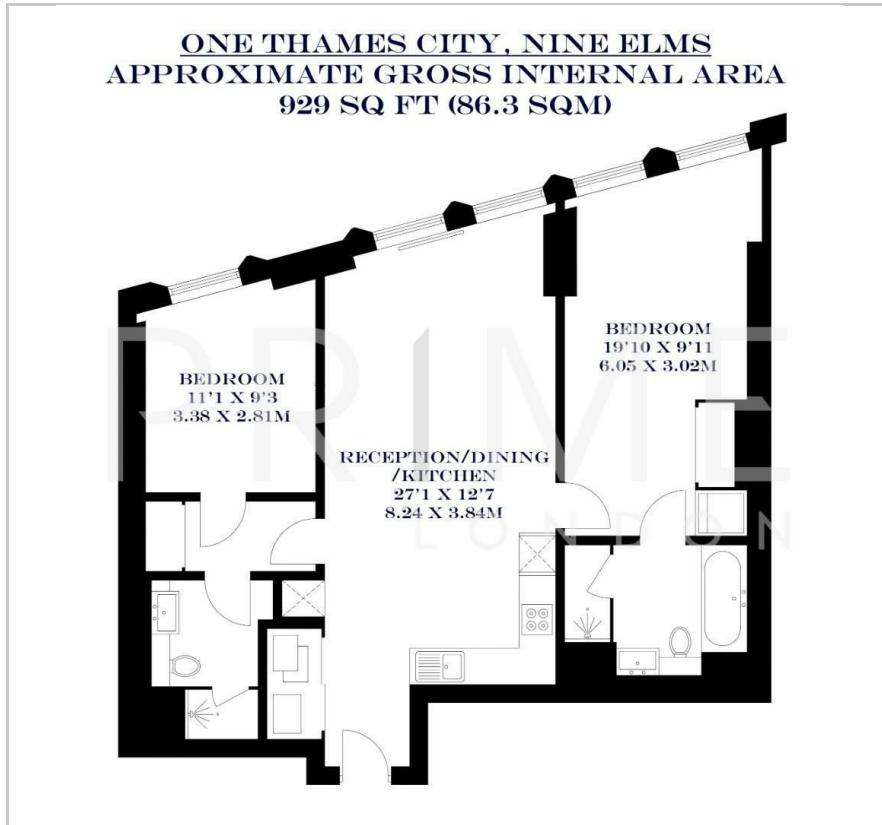 ONE THAMES CITY, NINE ELMS
APPROXIMATE GROSS INTERNAL AREA
929 SQ FT (86.3 SQM)
BEDROOM
19'10 X 9'11
6.05 X 3.02M
BEDROOM
11'1 X 9'3
3.38 X 2.81M
RECEPTION/DINING
/KITCHEN
27'1 X 12'7
8.24 X 3.84M
PRIME
LONDON